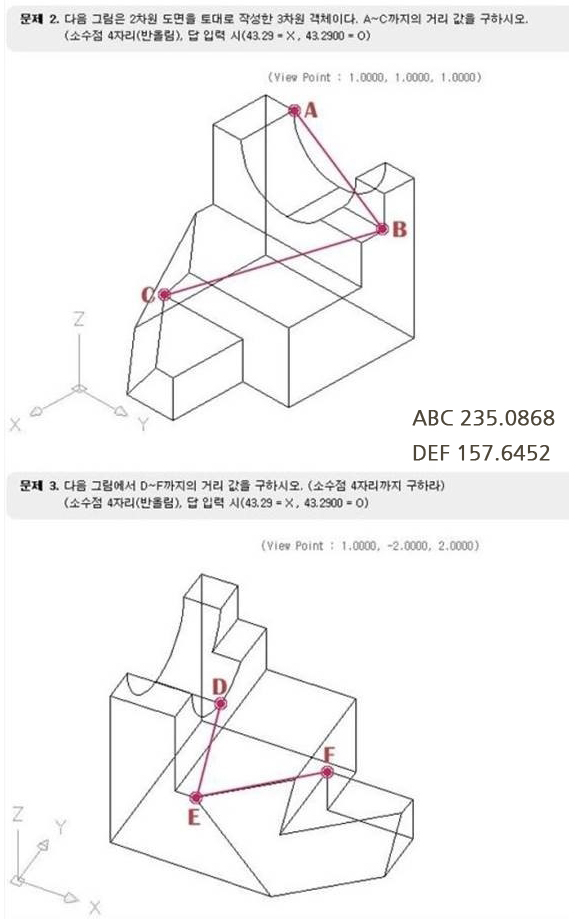 문제 2. 다음 그림은 2차원 도면을 토대로 작성한 3차원 객체이다. A~C까지의 거리 값을 구하시오.
(소수점 4자리(반올림), 답 입력 시(43.29 = X, 43.2900 = O)
(View Point : 1.0000, 1.0000, 1.0000)
A
B
C
Z
X
Y
ABC 235.0868
DEF 157.6452
문제 3. 다음 그림에서 D~F까지의 거리 값을 구하시오. (소수점 4자리까지 구하라)
(소수점 4자리(반올림), 답 입력 시(43.29 = X, 43.2900 = O)
(View Point : 1.0000, -2.0000, 2.0000)
D
F
E
Z
Y
X